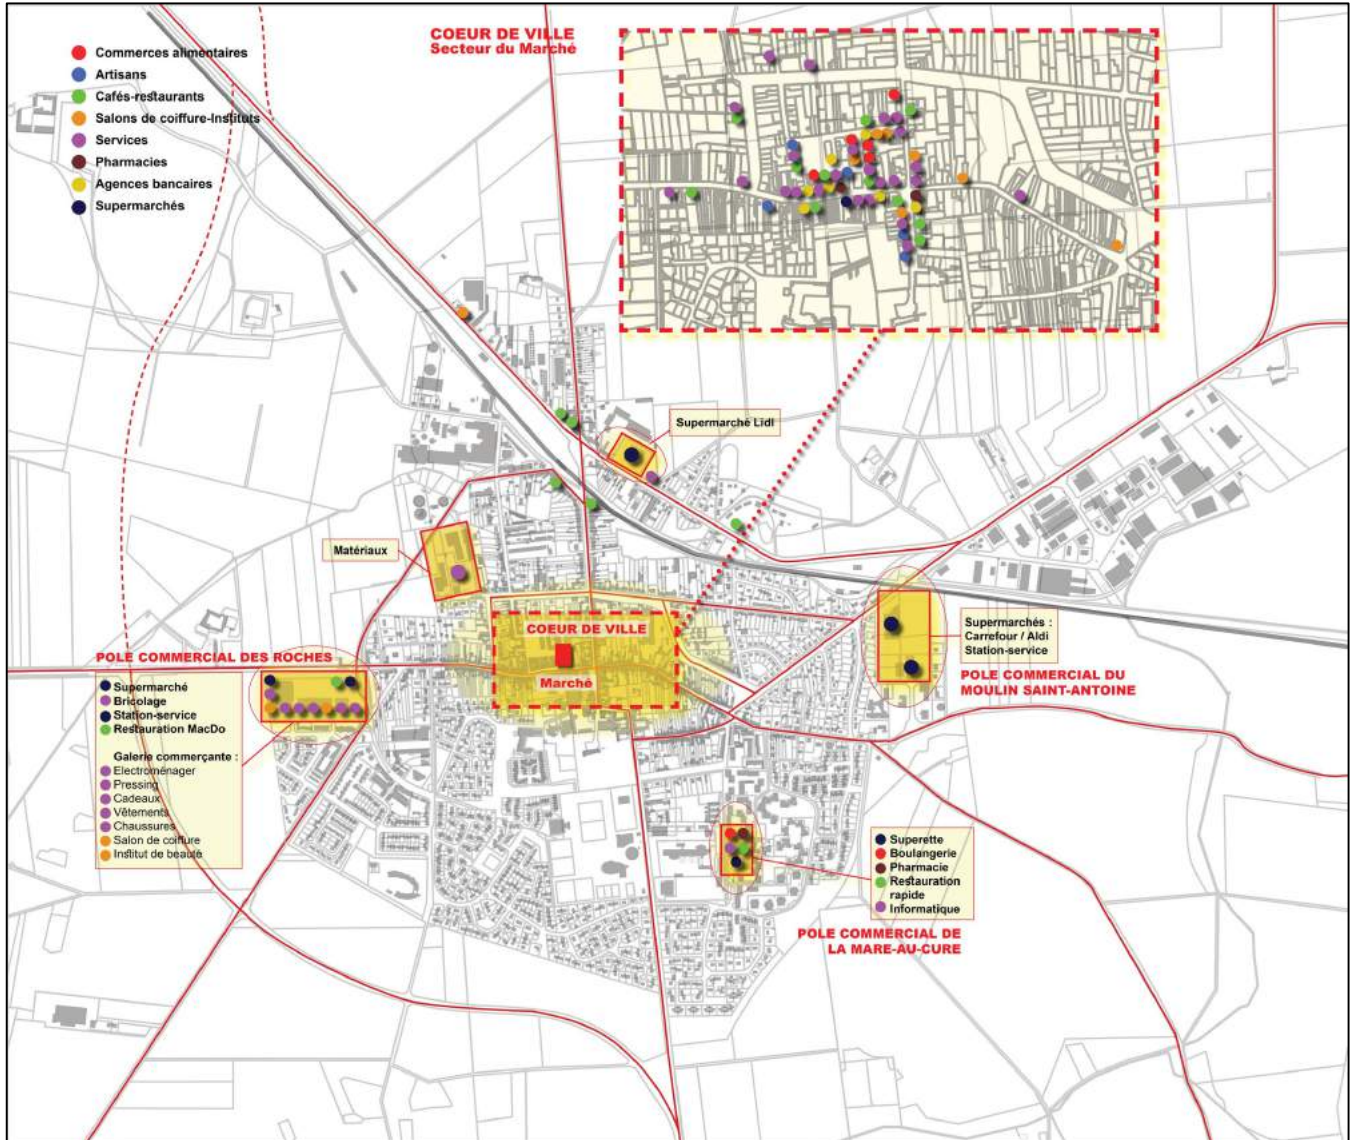 COEUR DE VILLE
Secteur du Marché
Commerces alimentaires
Artisans
Cafés-restaurants
Salons de coiffure-Instituts
Services
Pharmacies
Agences bancaires
Supermarchés
Supermarché Lidl
Matériaux
COEUR DE VILLE
Marché
Supermarchés :
Carrefour / Aldi
Station-service
POLE COMMERCIAL DU
MOULIN SAINT-ANTOINE
POLE COMMERCIAL DES ROCHES
Supermarché
Bricolage
Station-service
Restauration MacDo
Galerie commerçante :
Electroménager
Pressing
Cadeaux
Vêtements
Chaussures
Salon de coiffure
Institut de beauté
Superette
Boulangerie
Pharmacie
Restauration
rapide
Informatique
POLE COMMERCIAL DE
LA MARE-AU-CURE